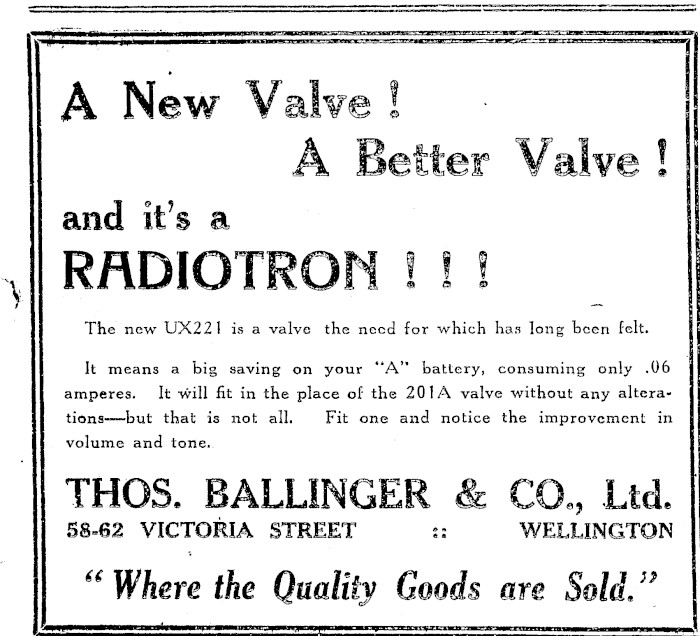 A New Valve !
A Better Valve !
and it's a
RADIOTRON ! ! !
The new UX221 is a valve the need for which has long been felt.
It means a big saving on your "A" battery, consuming only .06
amperes. It will fit in the place of the 201A valve without any altera-
tions—but that is not all. Fit one and notice the improvement in
volume and tone.
THOS. BALLINGER & CO., Ltd.
58-62 VICTORIA STREET :: WELLINGTON
"Where the Quality Goods are Sold."